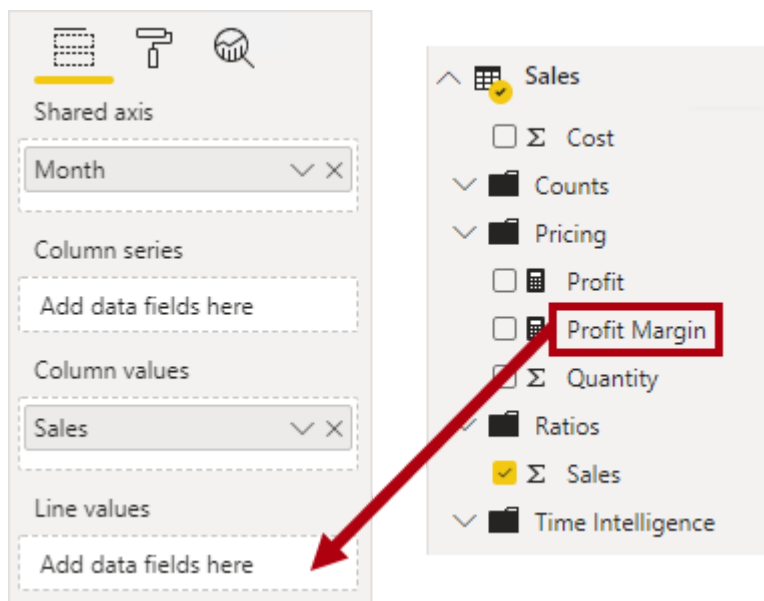 Shared axis
Month
Column series
Add data fields here
Column values
Sales
Line values
Add data fields here
Sales
Σ Cost
Counts
Pricing
Profit
Profit Margin
Σ Quantity
Ratios
Σ Sales
Time Intelligence